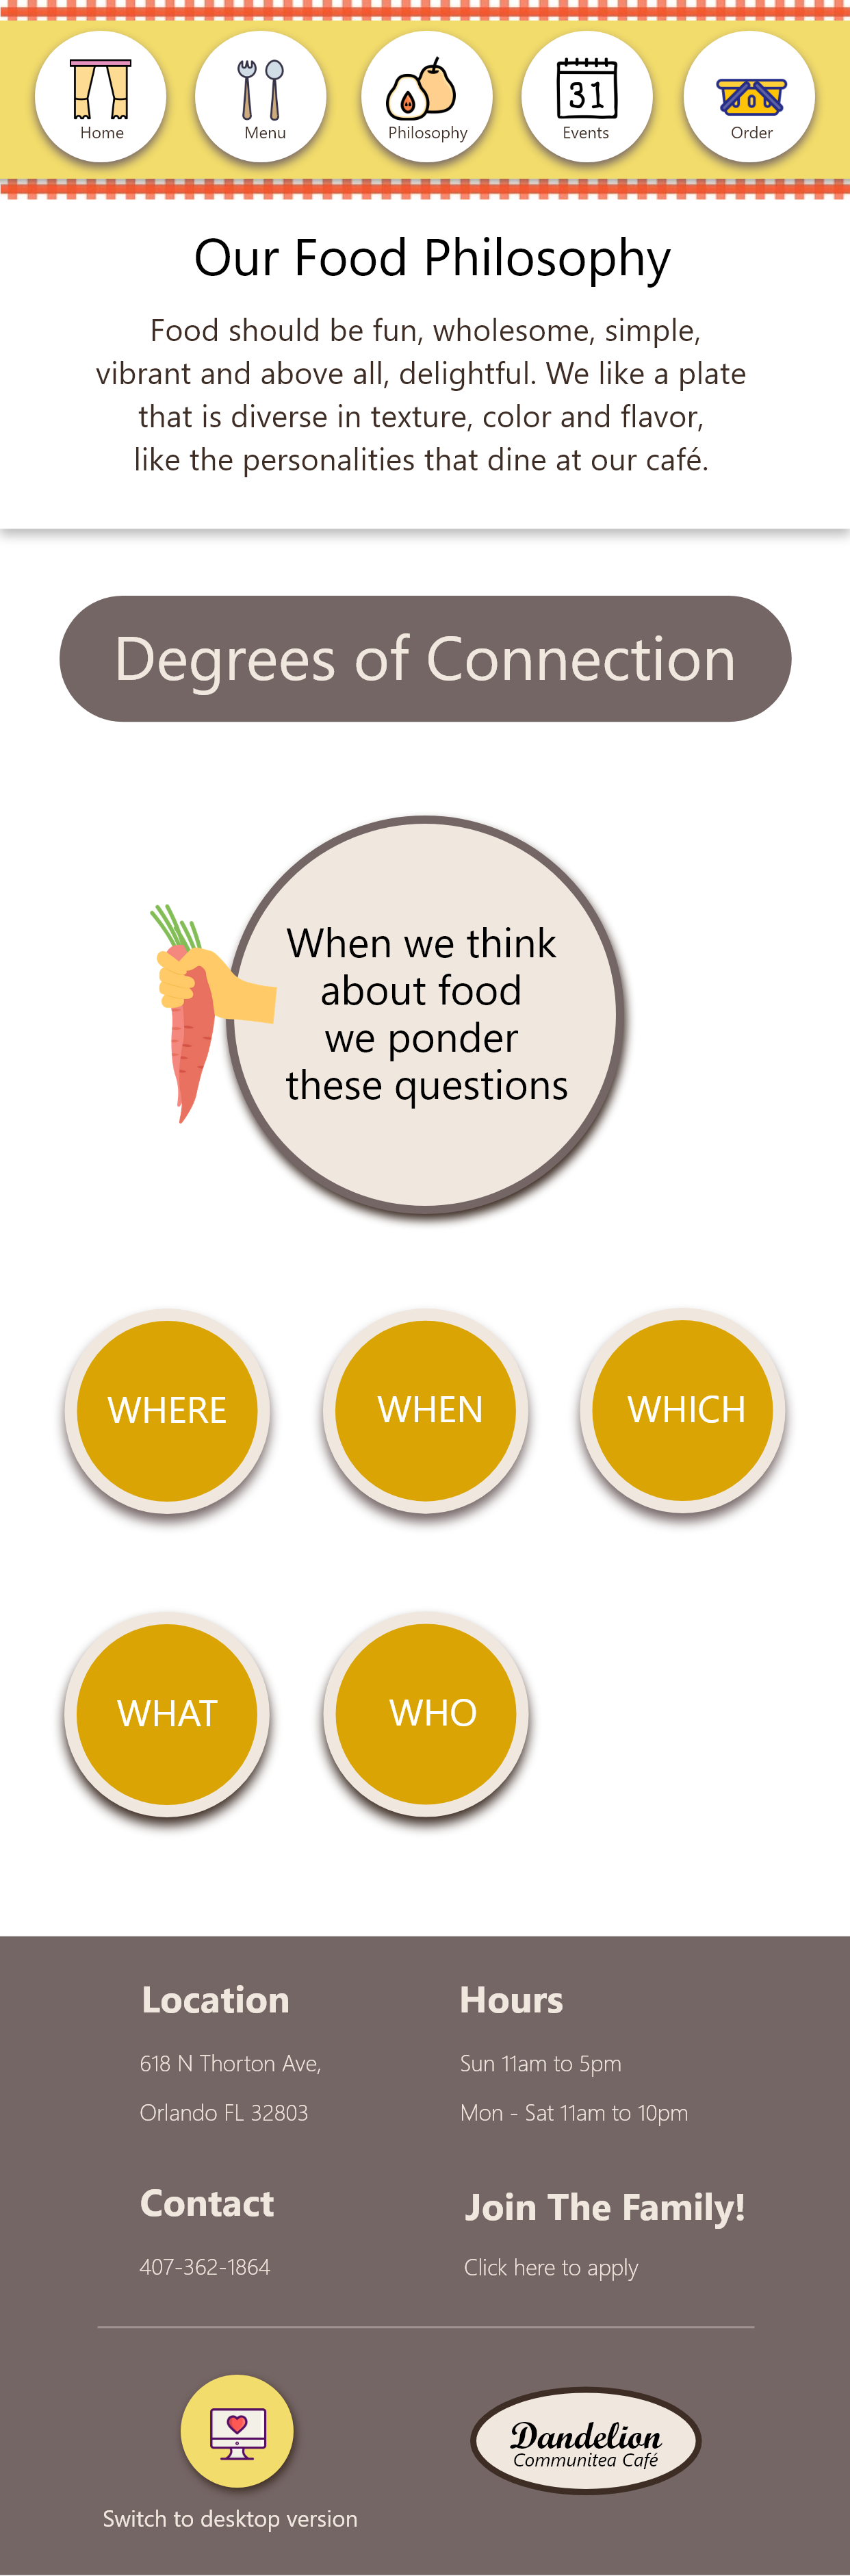 Home
Menu
Philosophy
31
Events
Order
Our Food Philosophy
Food should be fun, wholesome, simple,
vibrant and above all, delightful. We like a plate
that is diverse in texture, color and flavor,
like the personalities that dine at our café.
Degrees of Connection
When we think
about food
we ponder
these questions
WHERE
WHEN
WHICH
WHAT
WHO
Location
618 N Thorton Ave,
Orlando FL 32803
Hours
Sun 11am to 5pm
Mon - Sat 11am to 10pm
Contact
407-362-1864
Join The Family!
Click here to apply
Switch to desktop version
Dandelion
Communitea Café